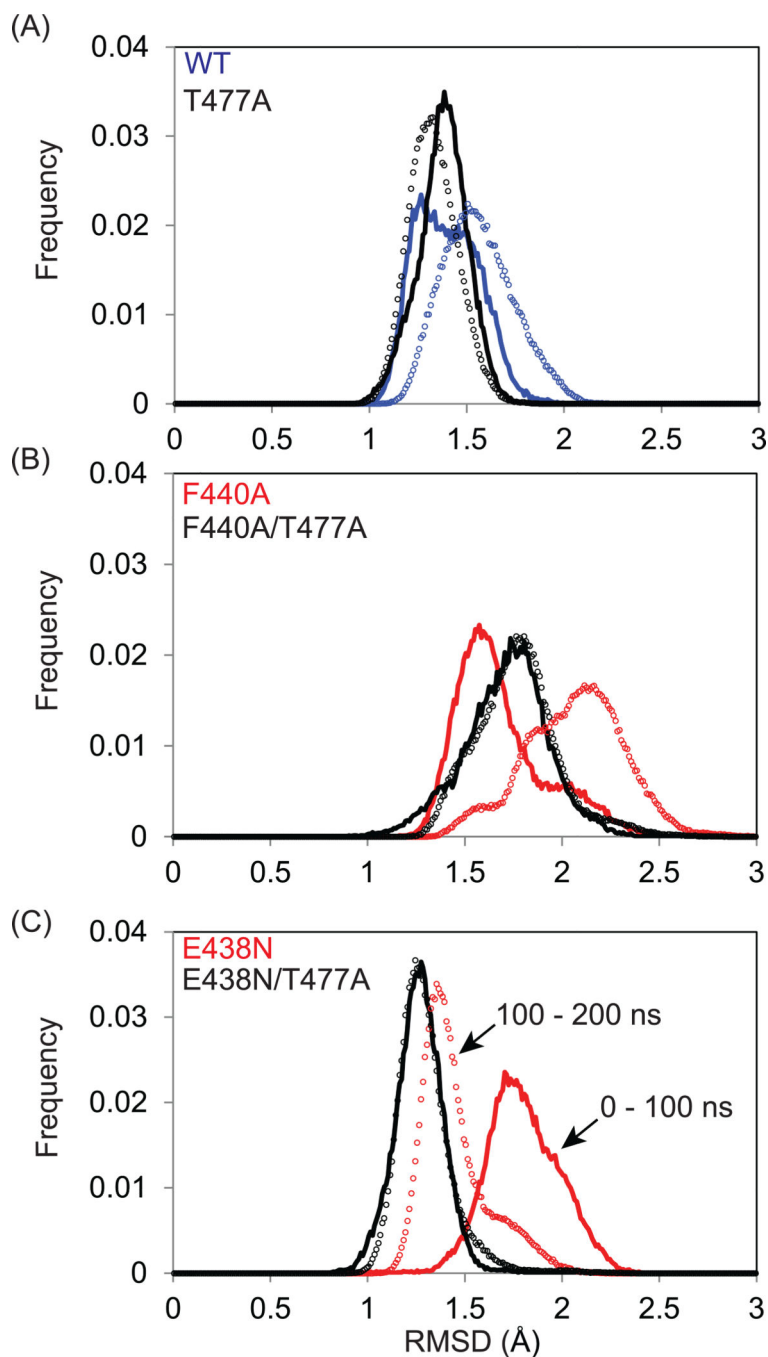 (A)
0.04
0.03
0.02
0.01
0
Frequency
WT
T477A
0 0.5 1 1.5 2 2.5 3
(B)
0.04
0.03
0.02
0.01
0
Frequency
F440A
F440A/T477A
0 0.5 1 1.5 2 2.5 3
(C)
0.04
0.03
0.02
0.01
0
Frequency
E438N
E438N/T477A
100 - 200 ns
0 - 100 ns
0 0.5 1 1.5 2 2.5 3
RMSD (Å)